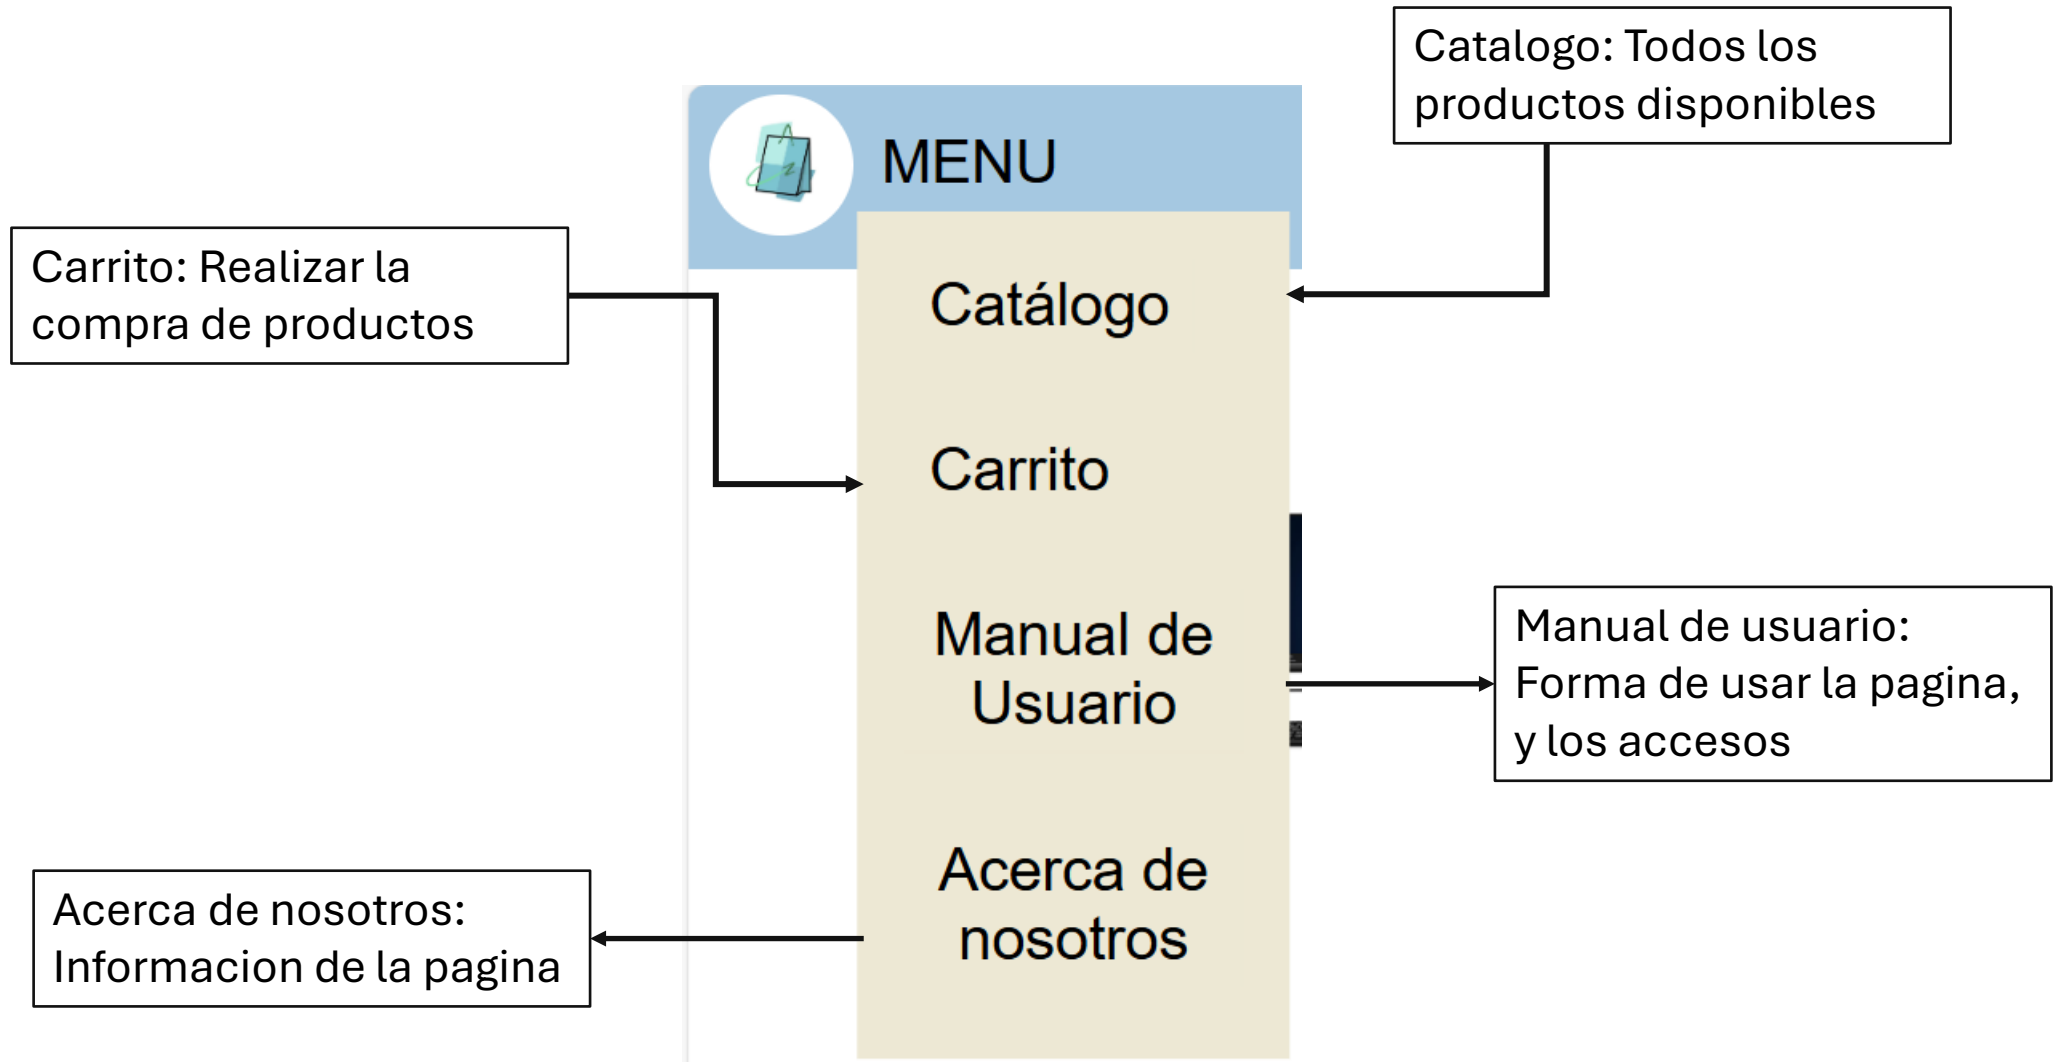 Catalogo: Todos los
productos disponibles
MENU
Carrito: Realizar la
compra de productos
Catálogo
Carrito
Manual de
Usuario
Manual de usuario:
Forma de usar la pagina,
y los accesos
Acerca de
nosotros
Acerca de nosotros:
Informacion de la pagina